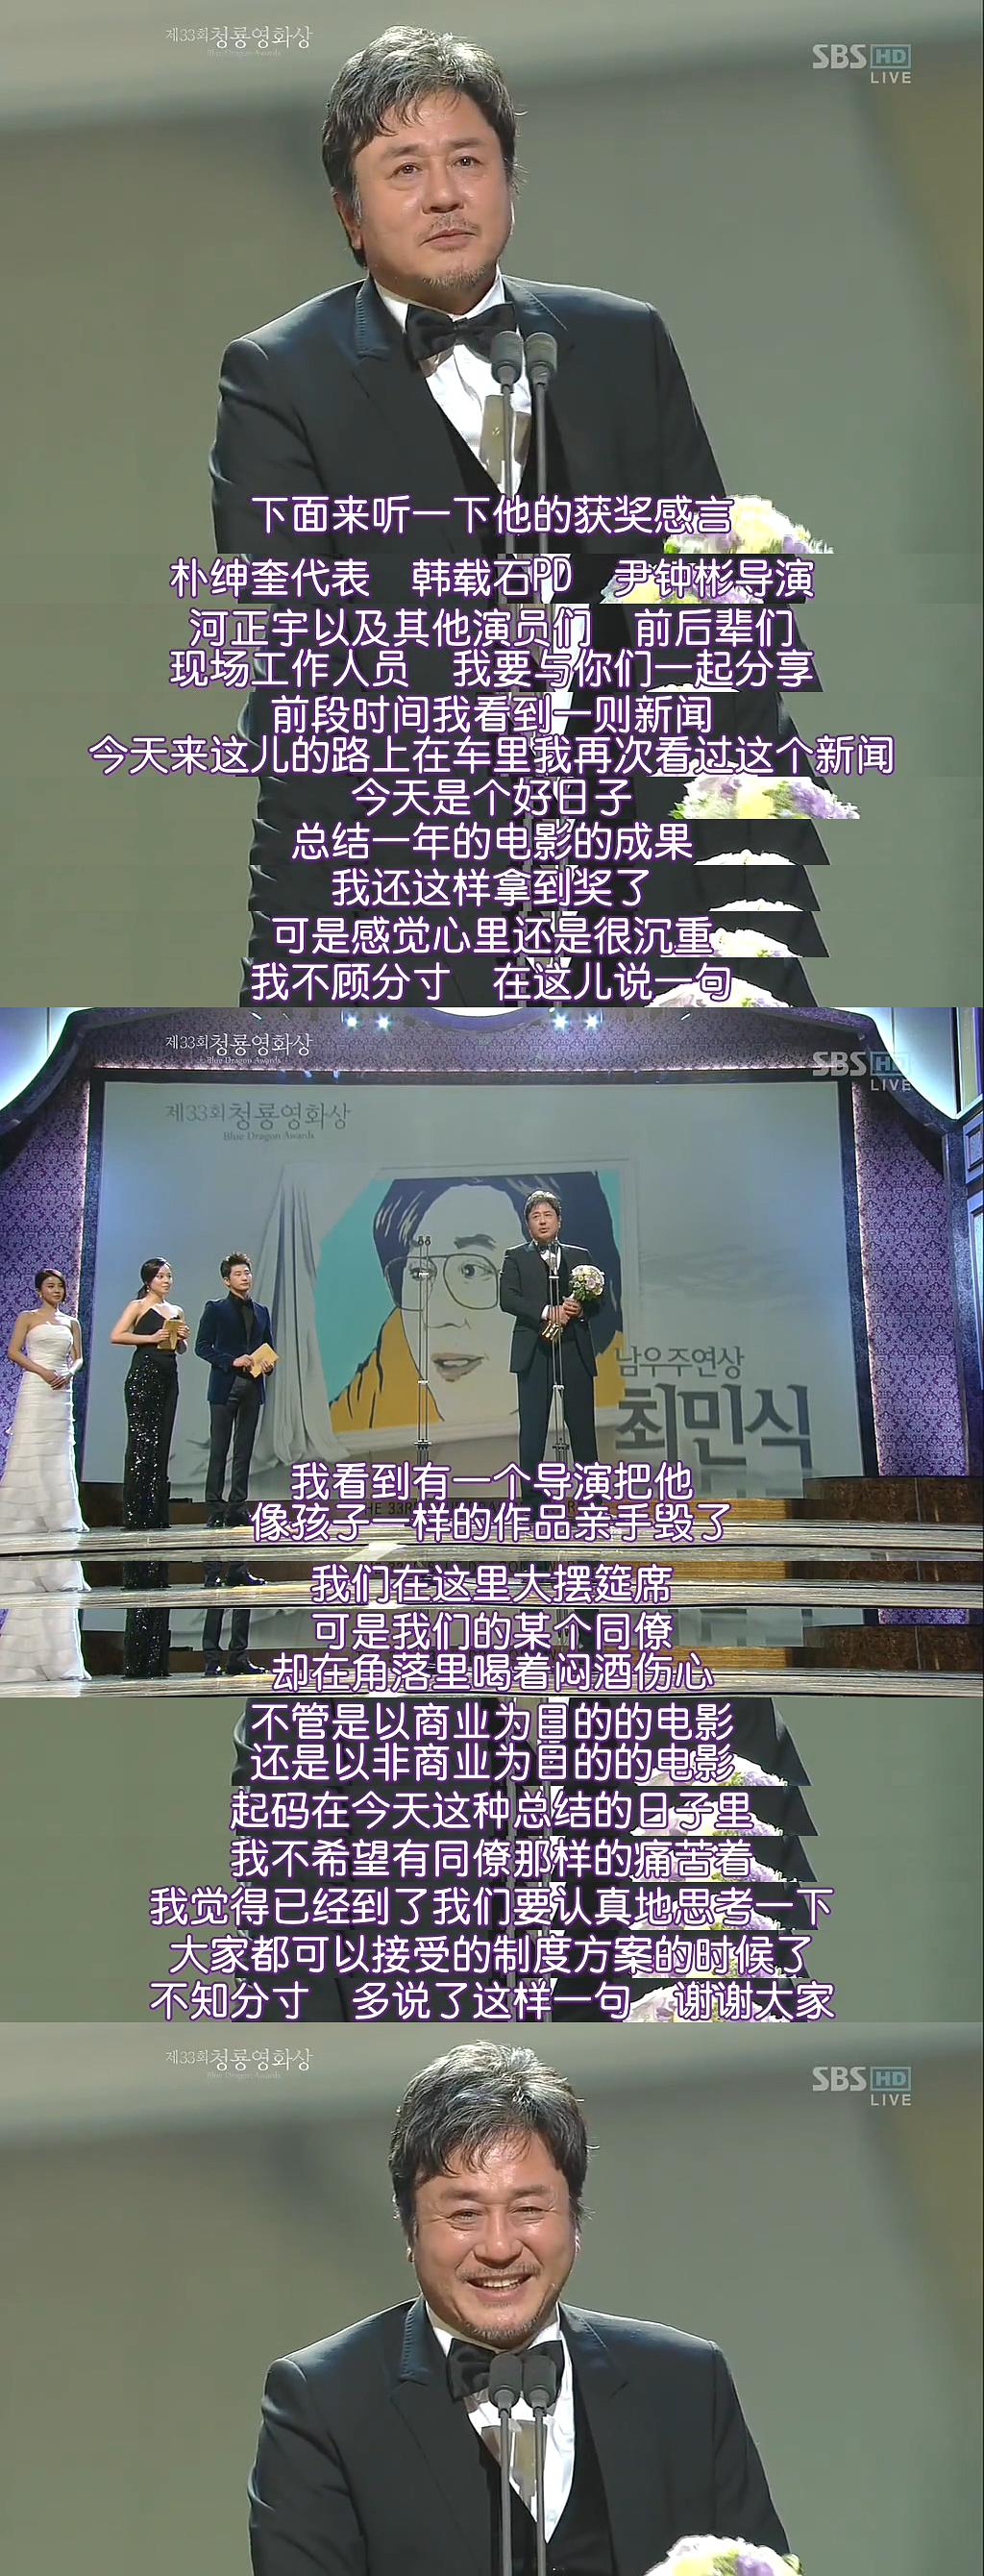 제33회 청룡영화상
Blue Dragon Awards
SBS HD
LIVE
下面来听一下他的获奖感言
朴绅奎代表 韩载石PD 尹钟彬导演
河正宇以及其他演员们 前后辈们
现场工作人员 我要与你们一起分享
前段时间我看到一则新闻
今天来这儿的路上在车里我再次看过这个新闻
今天是个好日子
总结一年的电影的成果
我还这样拿到奖了
可是感觉心里还是很沉重
我不顾分寸 在这儿说一句
제33회 청룡영화상
Blue Dragon Awards
SBS HD
LIVE
제33회 청룡영화상
Blue Dragon Awards
남우주연상
최민식
我看到有一个导演把他
像孩子一样的作品亲手毁了
我们在这里大摆筵席
可是我们的某个同僚
却在角落里喝着闷酒伤心
不管是以商业为目的的电影
还是以非商业为目的的电影
起码在今天这种总结的日子里
我不希望有同僚那样的痛苦着
我觉得已经到了我们要认真地思考一下
大家都可以接受的制度方案的时候了
不知分寸 多说了这样一句 谢谢大家
제33회 청룡영화상
Blue Dragon Awards
SBS HD
LIVE